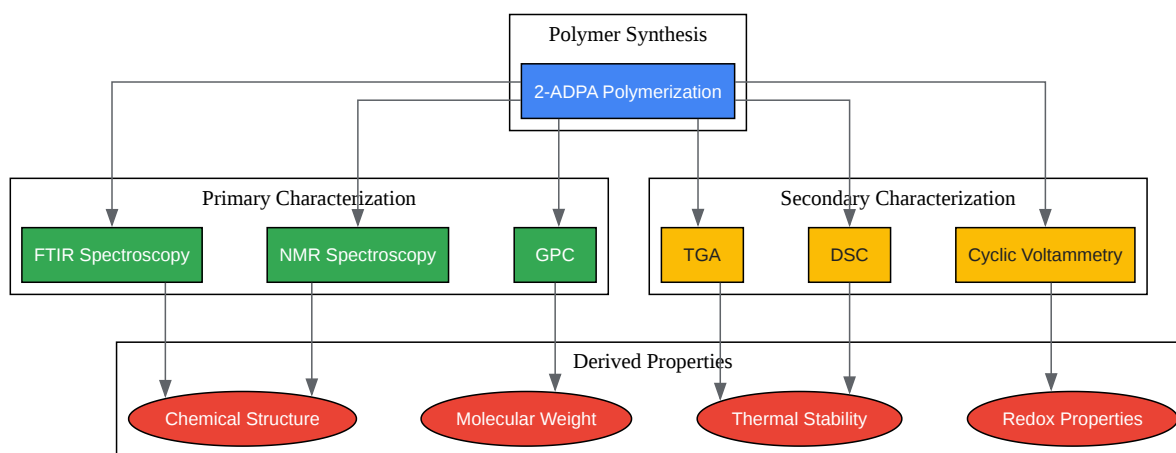 Polymer Synthesis
2-ADPA Polymerization
Primary Characterization
Secondary Characterization
FTIR Spectroscopy
NMR Spectroscopy
GPC
TGA
DSC
Cyclic Voltammetry
Derived Properties
Chemical Structure
Molecular Weight
Thermal Stability
Redox Properties